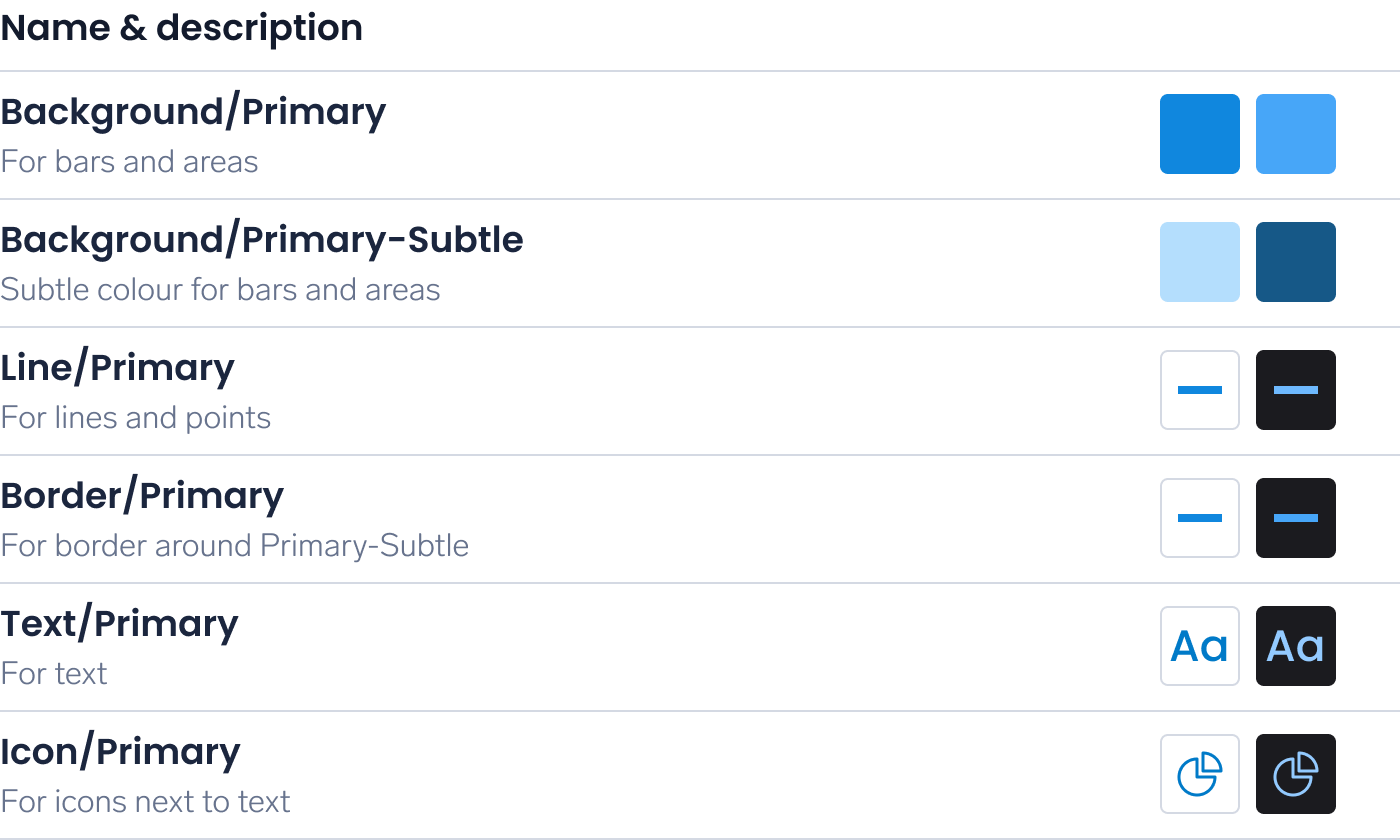 Name & description
Background/Primary
For bars and areas
Background/Primary-Subtle
Subtle colour for bars and areas
Line/Primary
For lines and points
Border/Primary
For border around Primary-Subtle
Text/Primary
For text
Aa Aa
Icon/Primary
For icons next to text